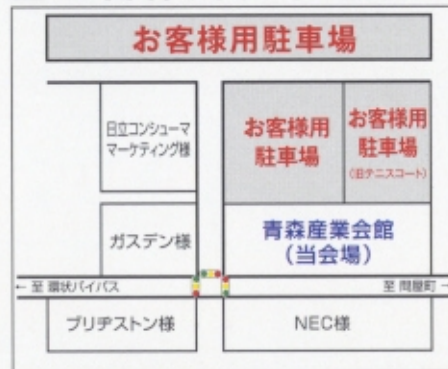 お客様用駐車場
日立コンシューマ
マーケティング様
お客様用
駐車場
お客様用
駐車場
(旧テニスコート)
ガスデン様
青森産業会館
(当会場)
← 至 環状バイパス
至 問屋町 →
ブリヂストン様
NEC様